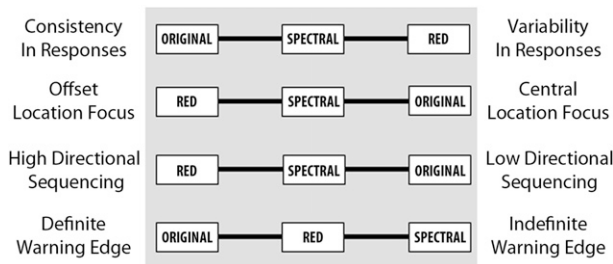 Consistency
In Responses
ORIGINAL SPECTRAL RED
Variability
In Responses
Offset
Location Focus
RED SPECTRAL ORIGINAL
Central
Location Focus
High Directional
Sequencing
RED SPECTRAL ORIGINAL
Low Directional
Sequencing
Definite
Warning Edge
ORIGINAL RED SPECTRAL
Indefinite
Warning Edge